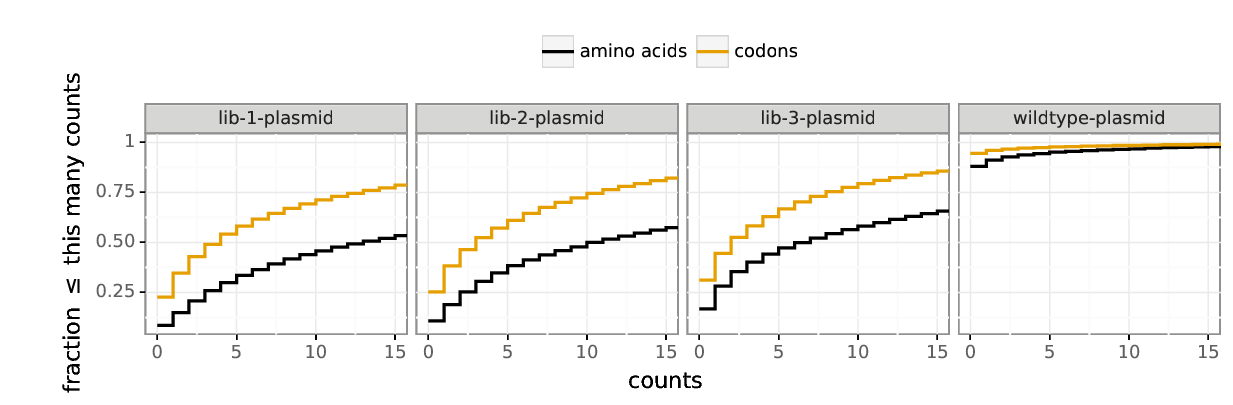 amino acids codons
lib-1-plasmid lib-2-plasmid lib-3-plasmid wildtype-plasmid
fraction ≤ this many counts
1
0.75
0.50
0.25
0 5 10 15 0 5 10 15 0 5 10 15 0 5 10 15
counts